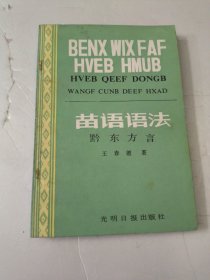 BENX WIX FAF
HVEB HMUB
HVEB QEEF DONGB
WANGF CUNB DEEF HXAD
苗语语法
黔东方言
王春德 著
光明日报出版社